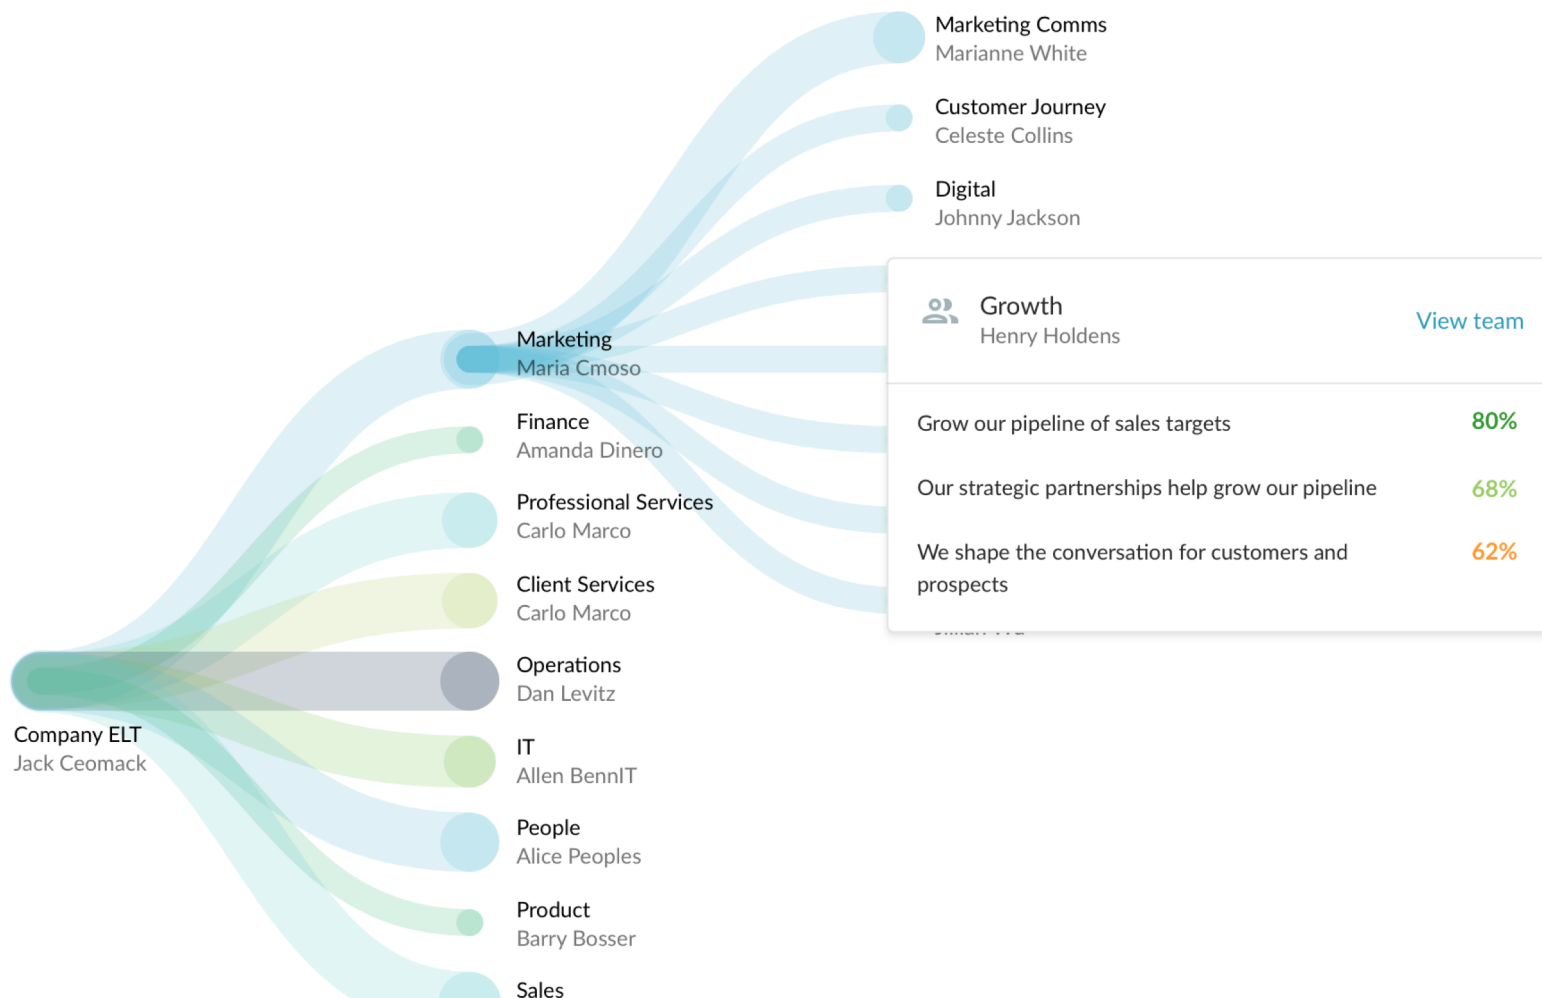 Marketing Comms
Marianne White
Customer Journey
Celeste Collins
Digital
Johnny Jackson
Growth
Henry Holdens
View team
Grow our pipeline of sales targets
80%
Our strategic partnerships help grow our pipeline
68%
We shape the conversation for customers and
prospects
62%
Marketing
Maria Cmoso
Finance
Amanda Dinero
Professional Services
Carlo Marco
Client Services
Carlo Marco
Operations
Dan Levitz
IT
Allen BennIT
People
Alice Peoples
Product
Barry Bosser
Sales
Company ELT
Jack Ceomack